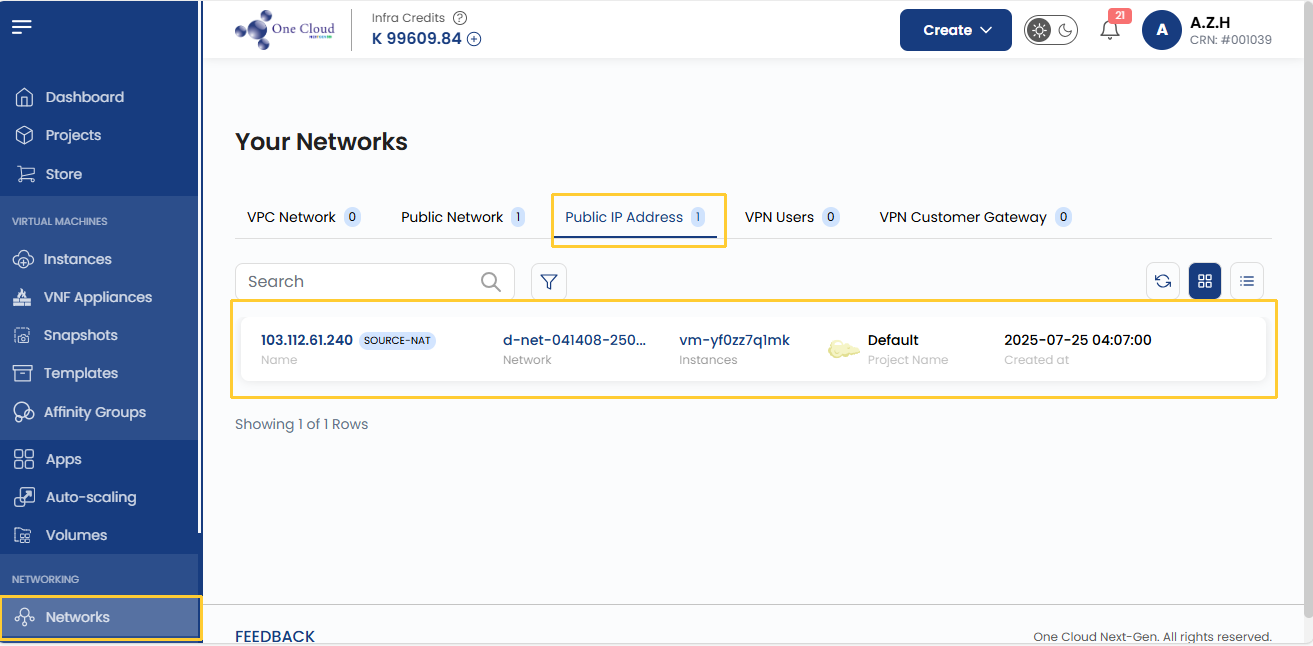 One Cloud
NEXT-GEN
Infra Credits ?
K 99609.84
Create
21
A
A.Z.H
CRN: #001039
Dashboard
Projects
Store
VIRTUAL MACHINES
Instances
VNF Appliances
Snapshots
Templates
Affinity Groups
Apps
Auto-scaling
Volumes
NETWORKING
Networks
Your Networks
VPC Network 0 Public Network 1 Public IP Address 1 VPN Users 0 VPN Customer Gateway 0
Search
103.112.61.240 SOURCE-NAT d-net-041408-250... vm-yf0zz7q1mk Default 2025-07-25 04:07:00
Name Network Instances Project Name Created at
Showing 1 of 1 Rows
FEEDBACK
One Cloud Next-Gen. All rights reserved.